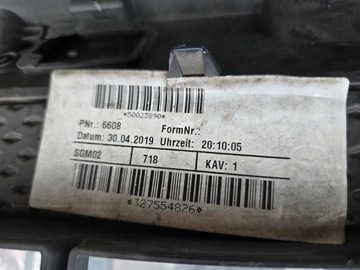 *50023890*
PNr.: 6608 FormNr.:
Datum: 30.04.2019 Uhrzeit: 20:10:05
SGM02 718 KAV: 1
*327554826*